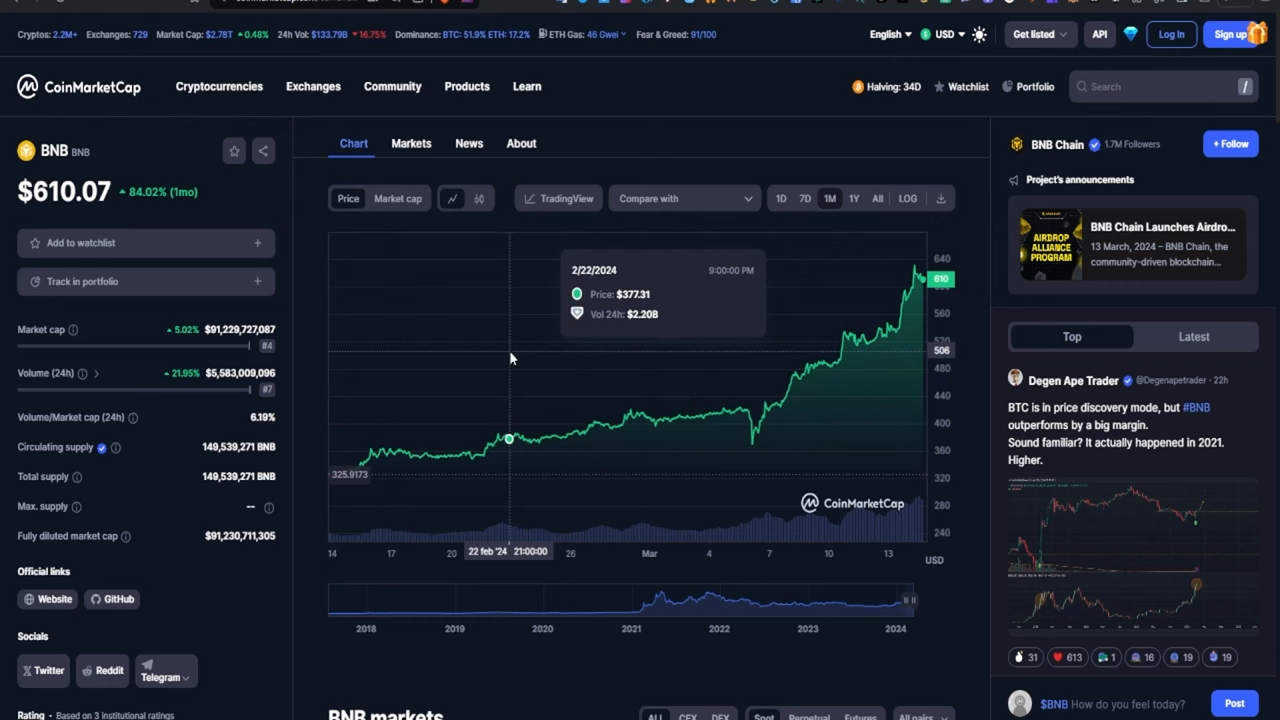 Cryptos: 2.2M+ Exchanges: 729 Market Cap: $2.78T 0.48% 24h Vol: $133.79B 16.75% Dominance: BTC: 51.9% ETH: 17.2% ETH Gas: 46 Gwei Fear & Greed: 91/100
English USD Get listed API Log In Sign up
CoinMarketCap
Cryptocurrencies Exchanges Community Products Learn
Halving: 34D Watchlist Portfolio Search /
BNB BNB
$610.07 84.02% (1mo)
Add to watchlist +
Track in portfolio +
Market cap 5.02% $91,229,727,087
#4
Volume (24h) 21.95% $5,583,009,096
#7
Volume/Market cap (24h) 6.19%
Circulating supply 149,539,271 BNB
Total supply 149,539,271 BNB
Max. supply --
Fully diluted market cap $91,230,711,305
Official links
Website GitHub
Socials
Twitter Reddit Telegram
Rating · Based on 3 institutional ratings
Chart Markets News About
Price Market cap TradingView Compare with 1D 7D 1M 1Y All LOG
2/22/2024 9:00:00 PM
Price: $377.31
Vol 24h: $2.20B
640
610
560
520
506
480
440
400
360
320
280
240
325.9173
CoinMarketCap
14 17 20 22 feb '24 21:00:00 26 Mar 4 7 10 13 USD
2018 2019 2020 2021 2022 2023 2024
BNB markets
ALL CEX DEX Spot Perpetual Futures All pairs
BNB Chain 1.7M Followers + Follow
Project's announcements
AIRDROP
ALLIANCE
PROGRAM
BNB Chain Launches Airdro...
13 March, 2024 – BNB Chain, the
community-driven blockchain...
Top Latest
Degen Ape Trader @Degenapetrader · 22h
BTC is in price discovery mode, but #BNB
outperforms by a big margin.
Sound familiar? It actually happened in 2021.
Higher.
31 613 1 16 19 19
$BNB How do you feel today? Post